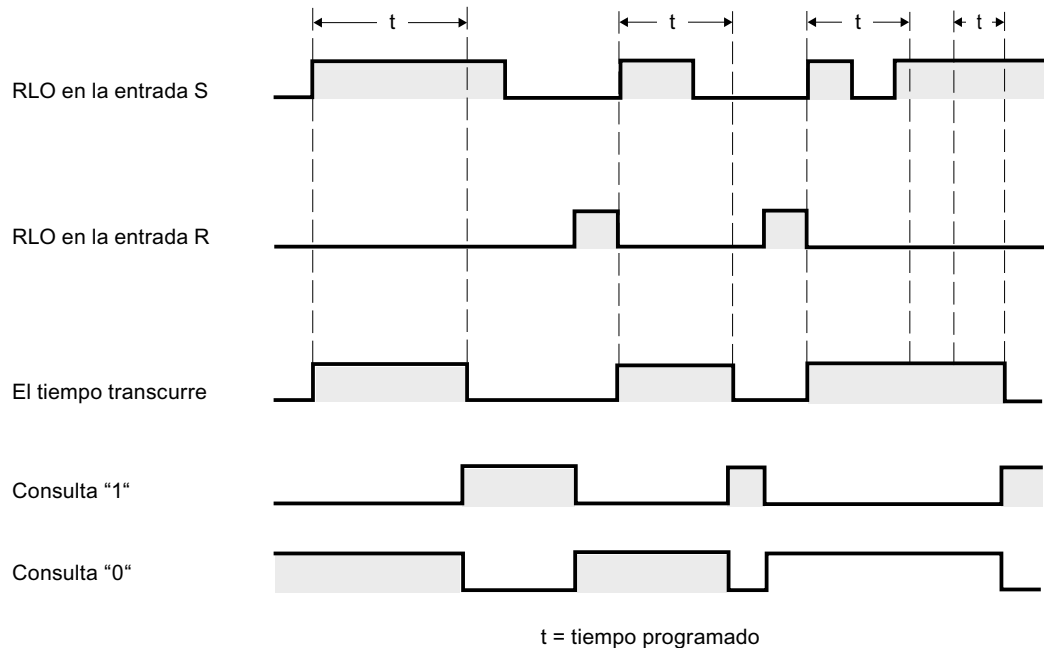 t t t t
RLO en la entrada S
RLO en la entrada R
El tiempo transcurre
Consulta “1“
Consulta “0“
t = tiempo programado